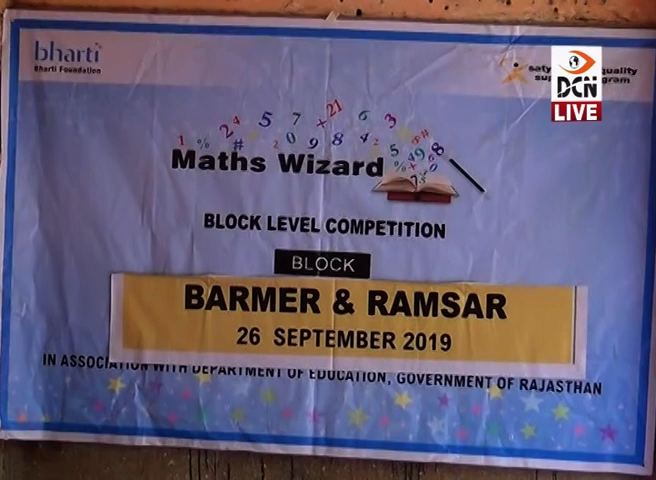 bharti
Bharti Foundation
DCN
LIVE
Maths Wizard
BLOCK LEVEL COMPETITION
BLOCK
BARMER & RAMSAR
26 SEPTEMBER 2019
IN ASSOCIATION WITH DEPARTMENT OF EDUCATION, GOVERNMENT OF RAJASTHAN